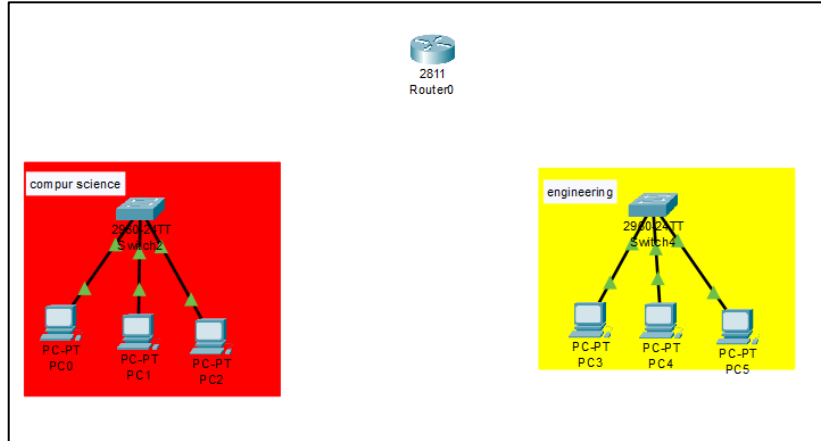 2811
Router0
compur science
2960-24TT
Switch2
PC-PT
PC0
PC-PT
PC1
PC-PT
PC2
engineering
2960-24TT
Switch4
PC-PT
PC3
PC-PT
PC4
PC-PT
PC5